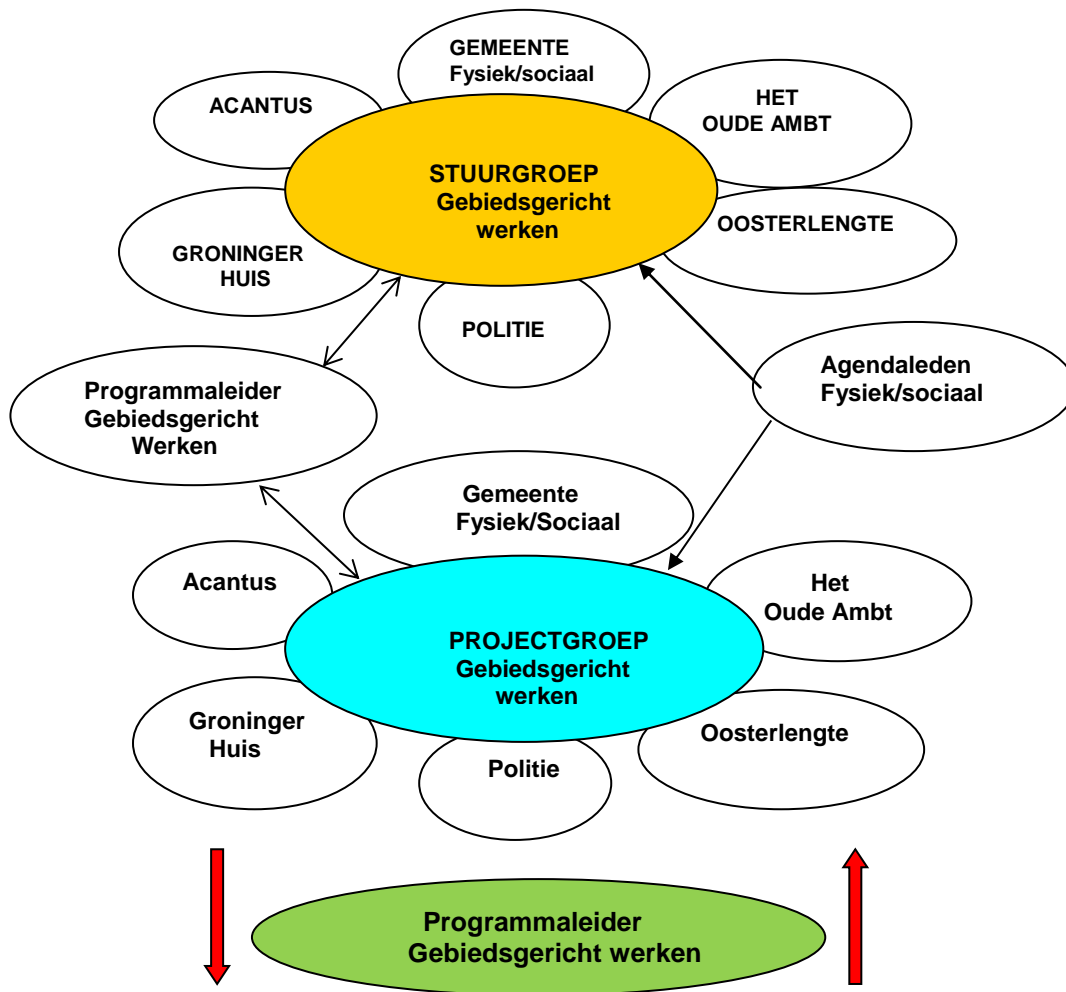 GEMEENTE
Fysiek/sociaal
ACANTUS
HET
OUDE AMBT
STUURGROEP
Gebiedsgericht
werken
OOSTERLENGTE
GRONINGER
HUIS
POLITIE
Agendaleden
Fysiek/sociaal
Programmaleider
Gebiedsgericht
Werken
Gemeente
Fysiek/Sociaal
Acantus
Het
Oude Ambt
PROJECTGROEP
Gebiedsgericht
werken
Groninger
Huis
Oosterlengte
Politie
Programmaleider
Gebiedsgericht werken